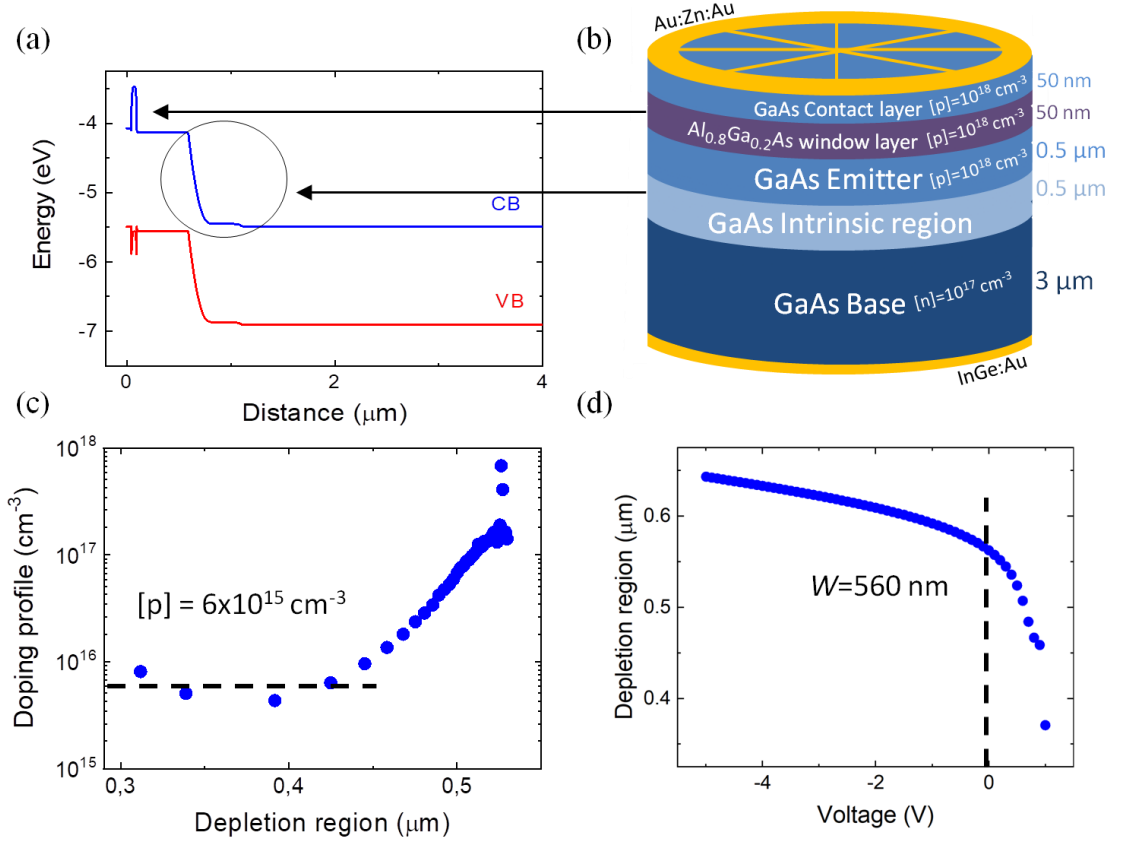 (a)
Energy (eV)
-4
-5
-6
-7
CB
VB
0
2
4
Distance (μm)
(b)
Au:Zn:Au
GaAs Contact layer [p]=10¹⁸ cm⁻³
50 nm
Al₀.₈Ga₀.₂As window layer [p]=10¹⁸ cm⁻³
50 nm
GaAs Emitter [p]=10¹⁸ cm⁻³
0.5 μm
GaAs Intrinsic region
0.5 μm
GaAs Base [n]=10¹⁷ cm⁻³
3 μm
InGe:Au
(c)
Doping profile (cm⁻³)
10¹⁸
10¹⁷
10¹⁶
10¹⁵
[p] = 6x10¹⁵ cm⁻³
0,3
0,4
0,5
Depletion region (μm)
(d)
Depletion region (μm)
0.6
0.5
0.4
W=560 nm
-4
-2
0
Voltage (V)